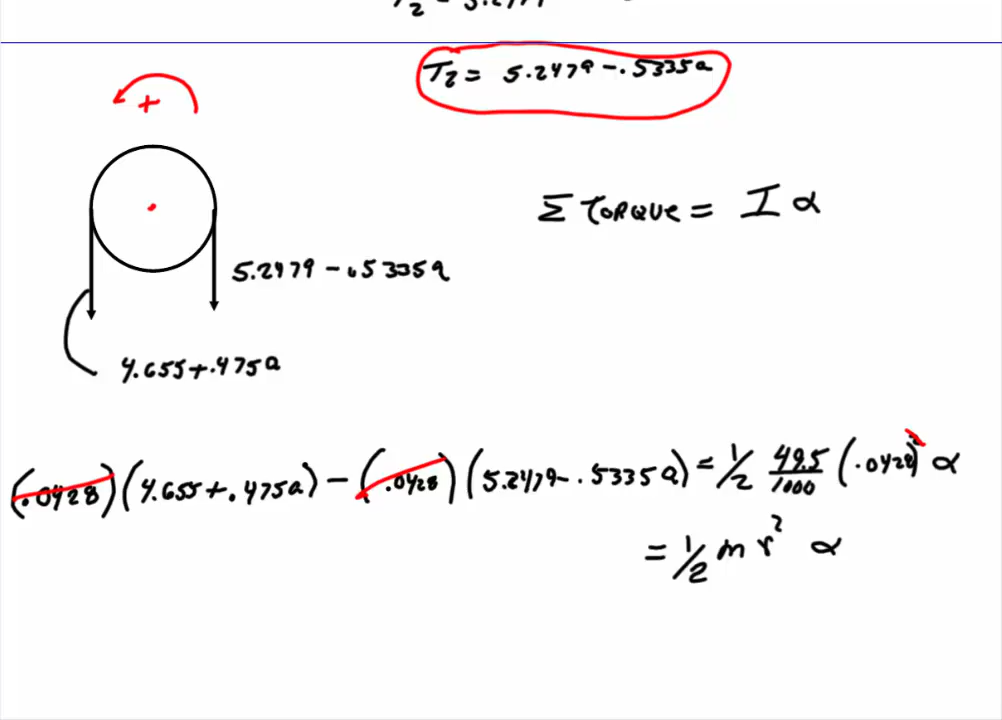 T2 = 5.2479 - .5335a
+
Σ TORQUE = I α
5.2479 - .5335a
4.655 + .475a
(.0428)(4.655 + .475a) - (.0428)(5.2479 - .5335a) = 1/2 49.5/1000 (.0428)² α
= 1/2 m r² α